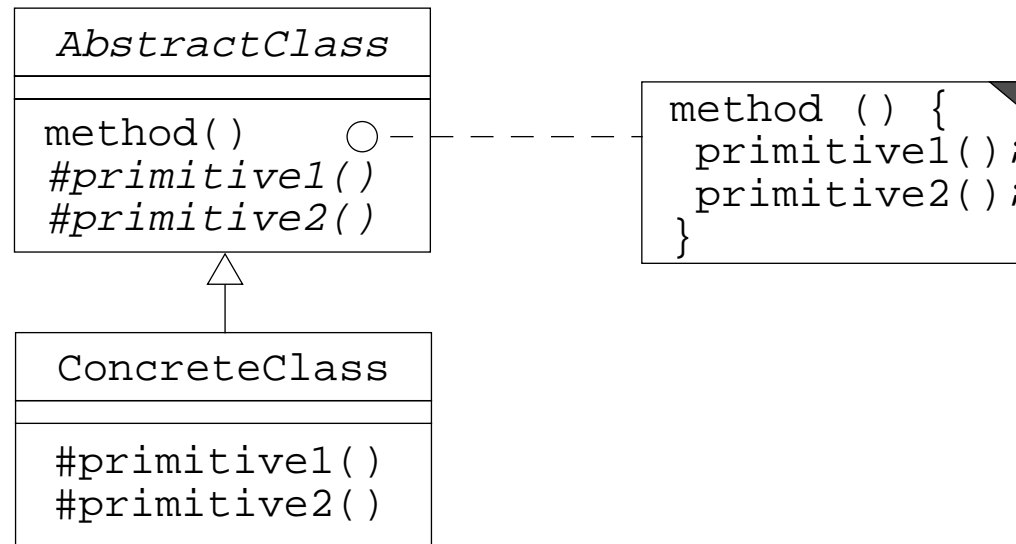 AbstractClass
method()
#primitive1()
#primitive2()
method () {
primitive1();
primitive2();
}
ConcreteClass
#primitive1()
#primitive2()